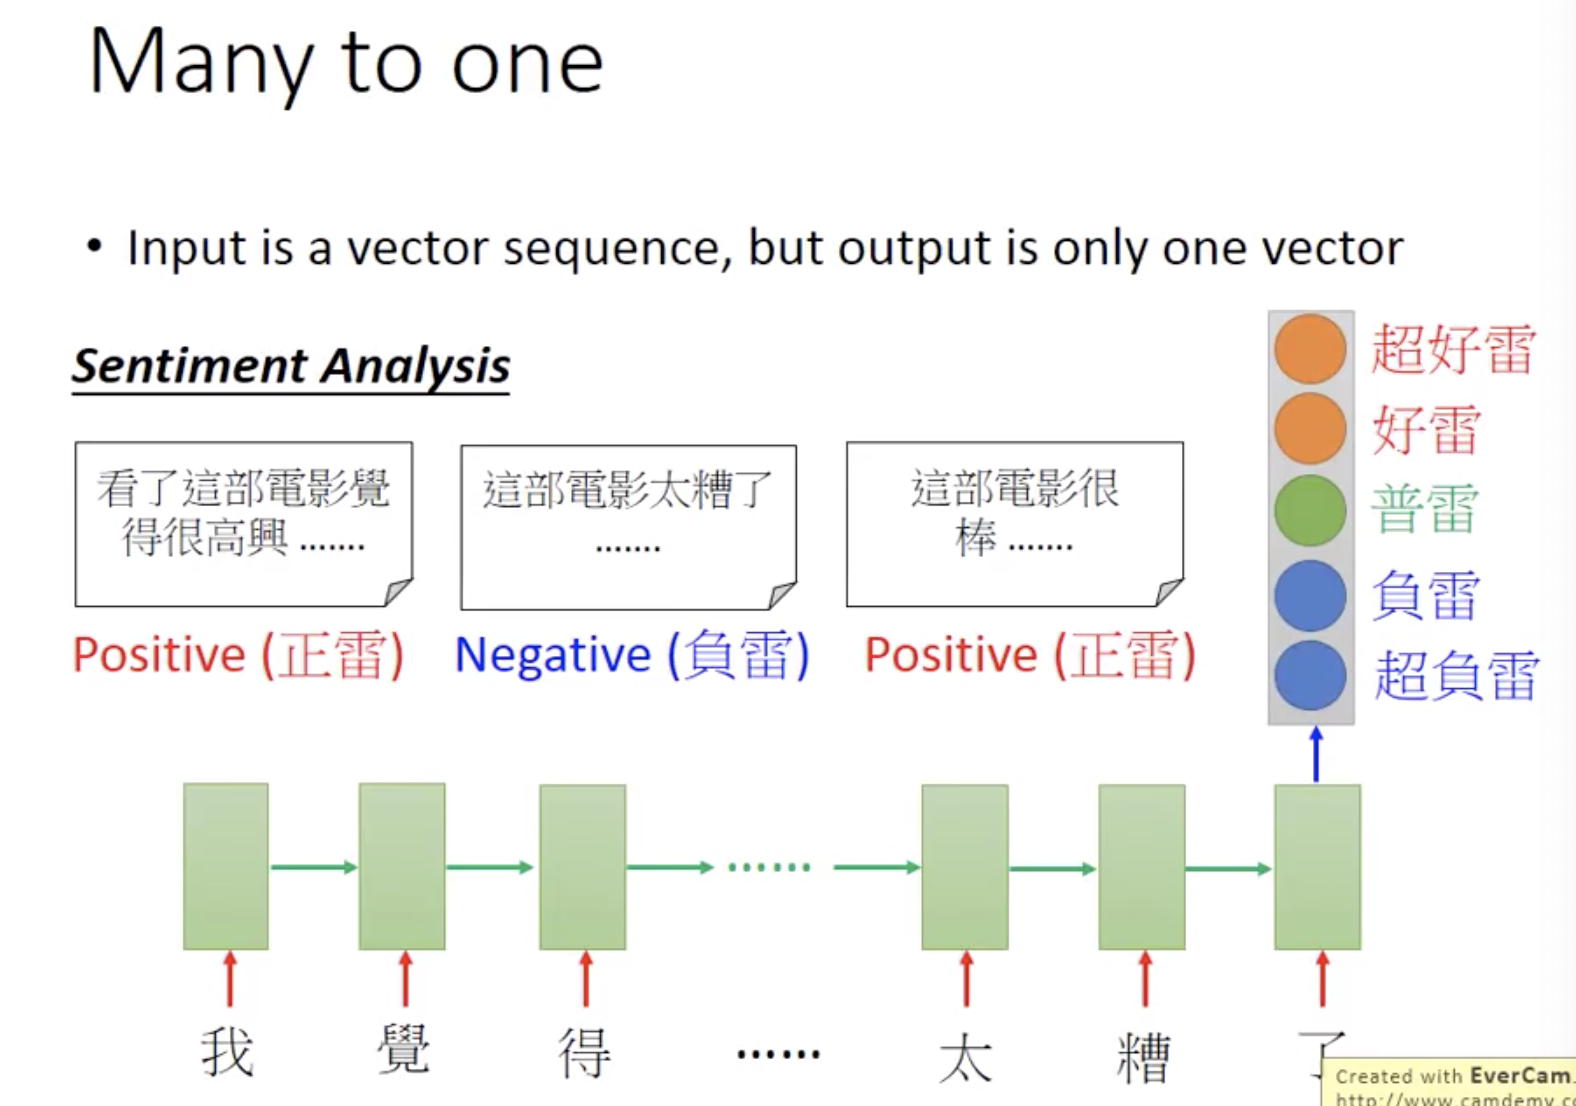 Many to one
• Input is a vector sequence, but output is only one vector
Sentiment Analysis
看了這部電影覺
得很高興 …….
Positive (正雷)
這部電影太糟了
…….
Negative (負雷)
這部電影很
棒 …….
Positive (正雷)
超好雷
好雷
普雷
負雷
超負雷
……
我 覺 得 …… 太 糟 了
Created with EverCam.
http://www.camdemy.co